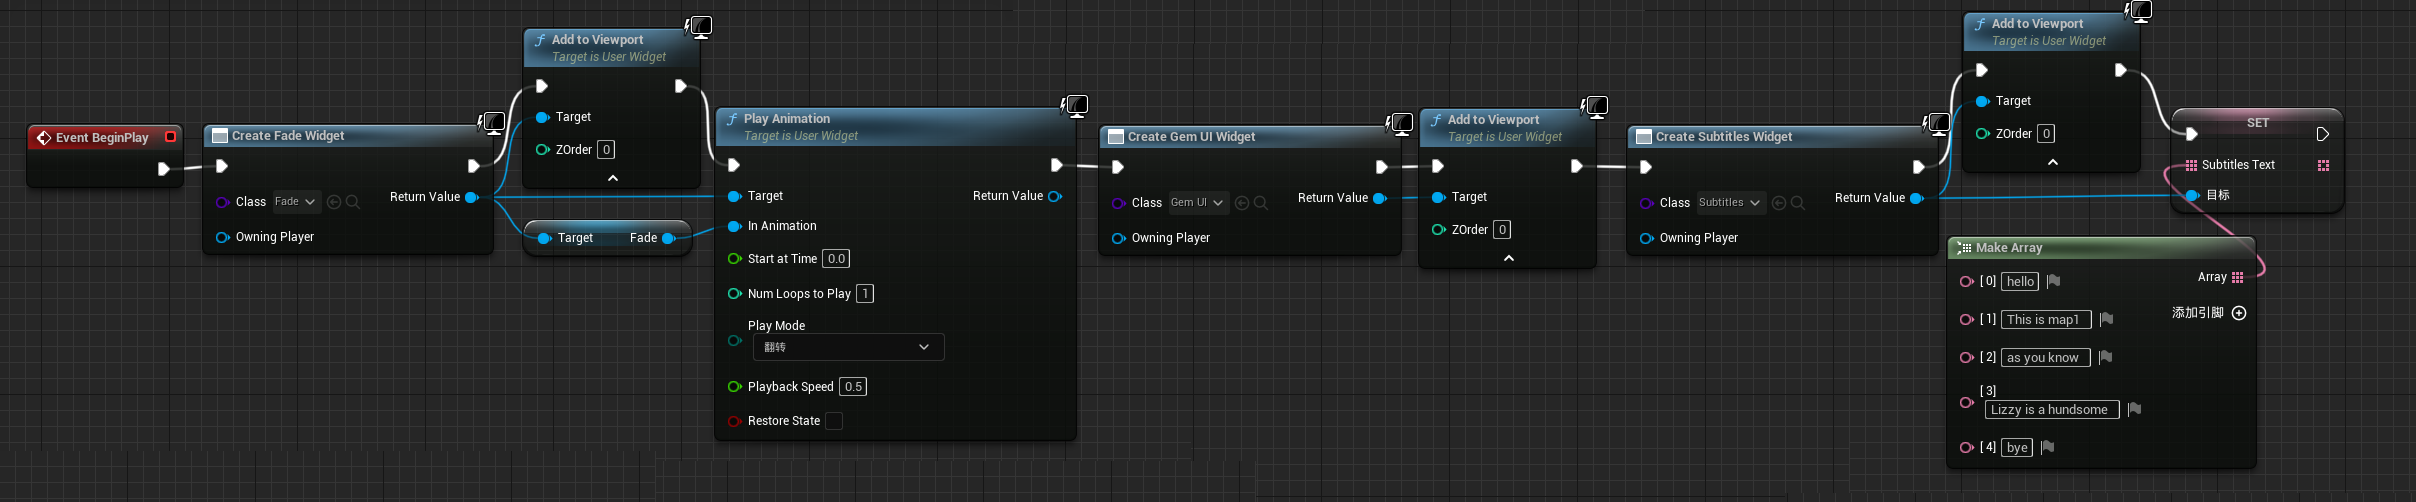 Event BeginPlay
Create Fade Widget
Class Fade
Return Value
Owning Player
Add to Viewport
Target is User Widget
Target
ZOrder 0
Target Fade
Play Animation
Target is User Widget
Target
Return Value
In Animation
Start at Time 0.0
Num Loops to Play 1
Play Mode
翻转
Playback Speed 0.5
Restore State
Create Gem UI Widget
Class Gem UI
Return Value
Owning Player
Add to Viewport
Target is User Widget
Target
ZOrder 0
Create Subtitles Widget
Class Subtitles
Return Value
Owning Player
Add to Viewport
Target is User Widget
Target
ZOrder 0
SET
Subtitles Text
目标
Make Array
[0] hello
Array
[1] This is map1
添加引脚
[2] as you know
[3]
Lizzy is a hundsome
[4] bye